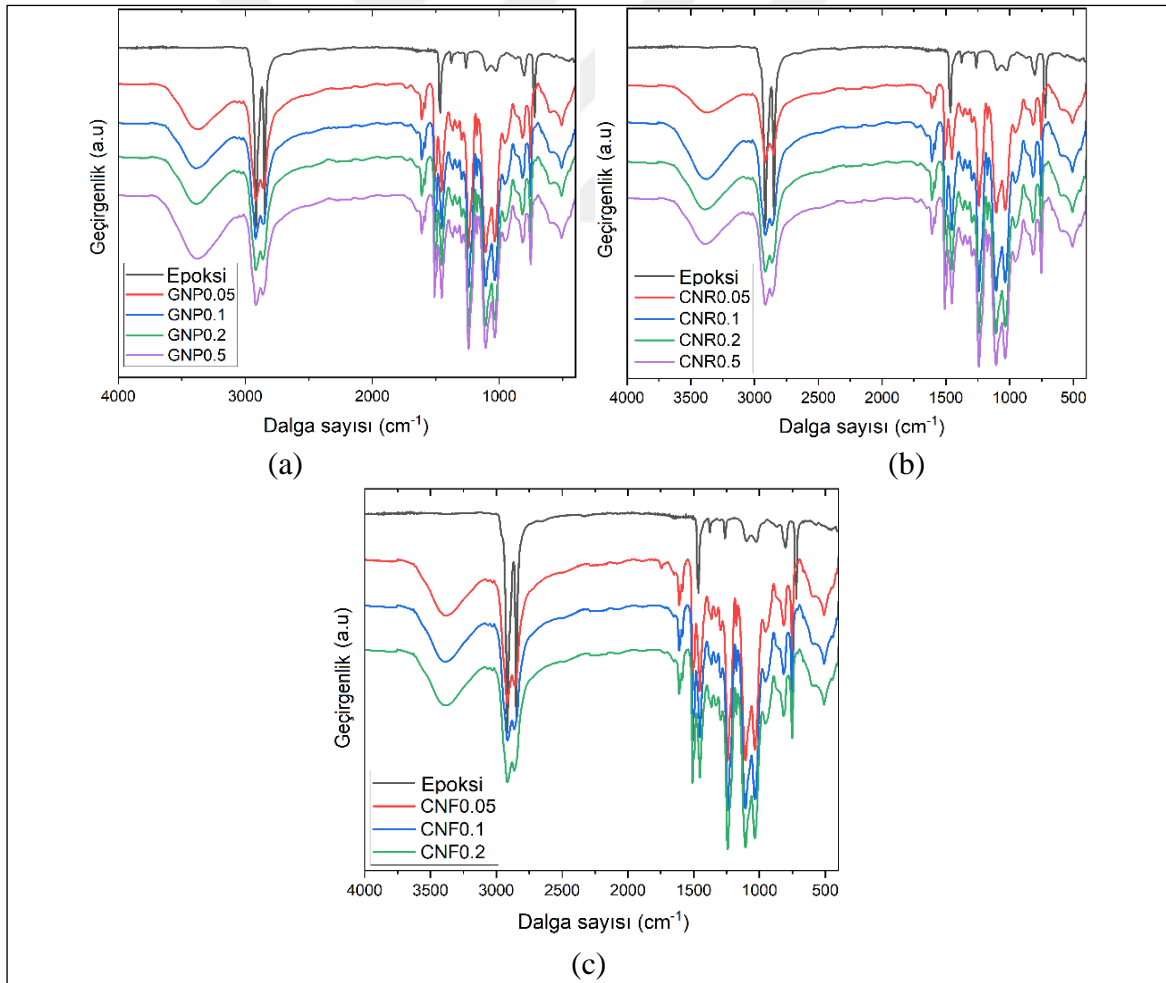 Geçirgenlik (a.u)
Epoksi
GNP0.05
GNP0.1
GNP0.2
GNP0.5
4000 3000 2000 1000
Dalga sayısı (cm-1)
(a)
Geçirgenlik (a.u)
Epoksi
CNR0.05
CNR0.1
CNR0.2
CNR0.5
4000 3500 3000 2500 2000 1500 1000 500
Dalga sayısı (cm-1)
(b)
Geçirgenlik (a.u)
Epoksi
CNF0.05
CNF0.1
CNF0.2
4000 3500 3000 2500 2000 1500 1000 500
Dalga sayısı (cm-1)
(c)